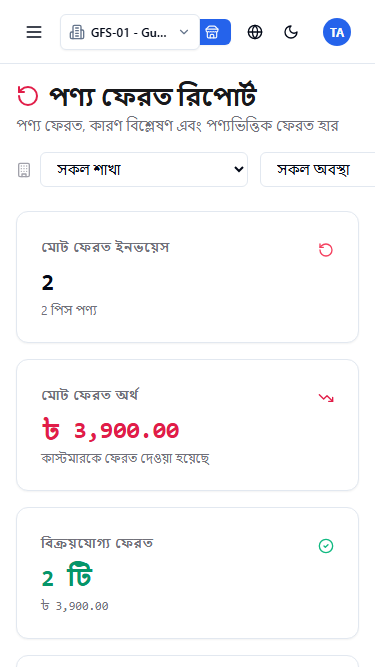 GFS-01 - Gu...
TA
পণ্য ফেরত রিপোর্ট
পণ্য ফেরত, কারণ বিশ্লেষণ এবং পণ্যভিত্তিক ফেরত হার
সকল শাখা
সকল অবস্থা
মোট ফেরত ইনভয়েস
2
2 পিস পণ্য
মোট ফেরত অর্থ
৳ 3,900.00
কাস্টমারকে ফেরত দেওয়া হয়েছে
বিক্রয়যোগ্য ফেরত
2 টি
৳ 3,900.00